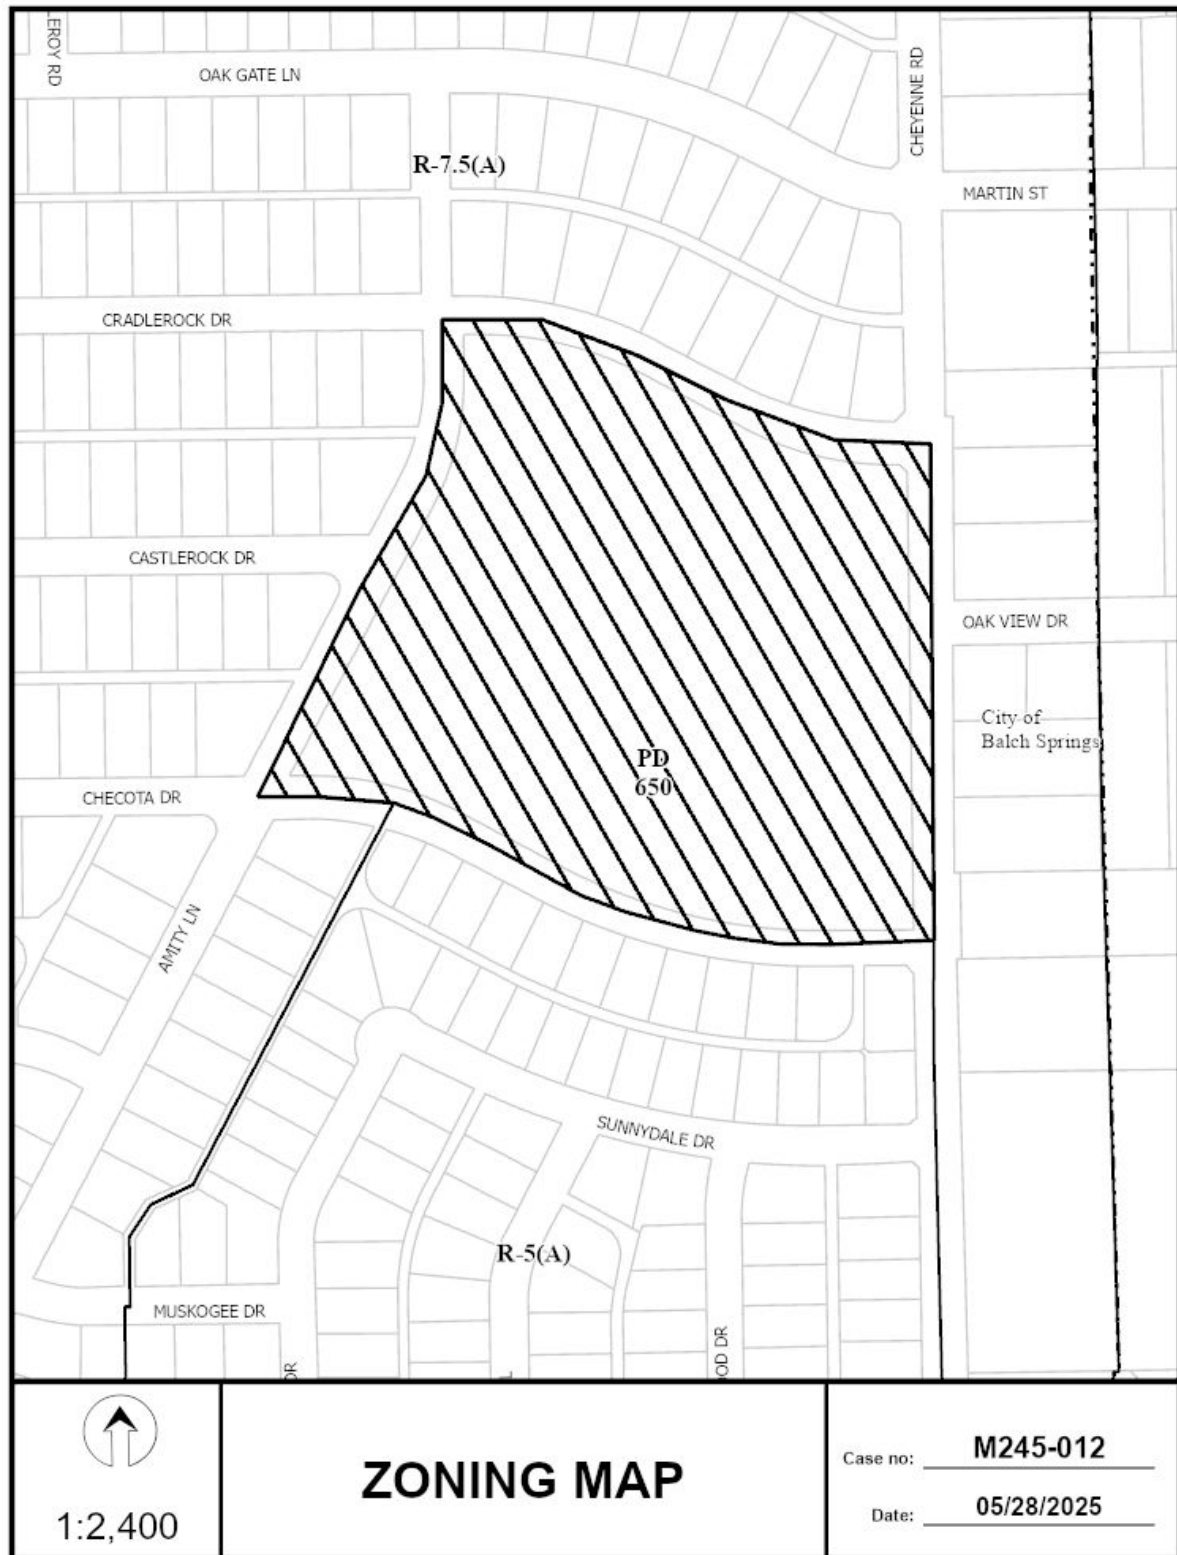 LEROY RD
OAK GATE LN
CHEYENNE RD
R-7.5(A)
MARTIN ST
CRADLEROCK DR
CASTLEROCK DR
OAK VIEW DR
City of
Balch Springs
PD
650
CHECOTA DR
AMITY LN
SUNNYDALE DR
R-5(A)
MUSKOGEE DR
DR
L
OD DR
1:2,400
ZONING MAP
Case no: M245-012
Date: 05/28/2025